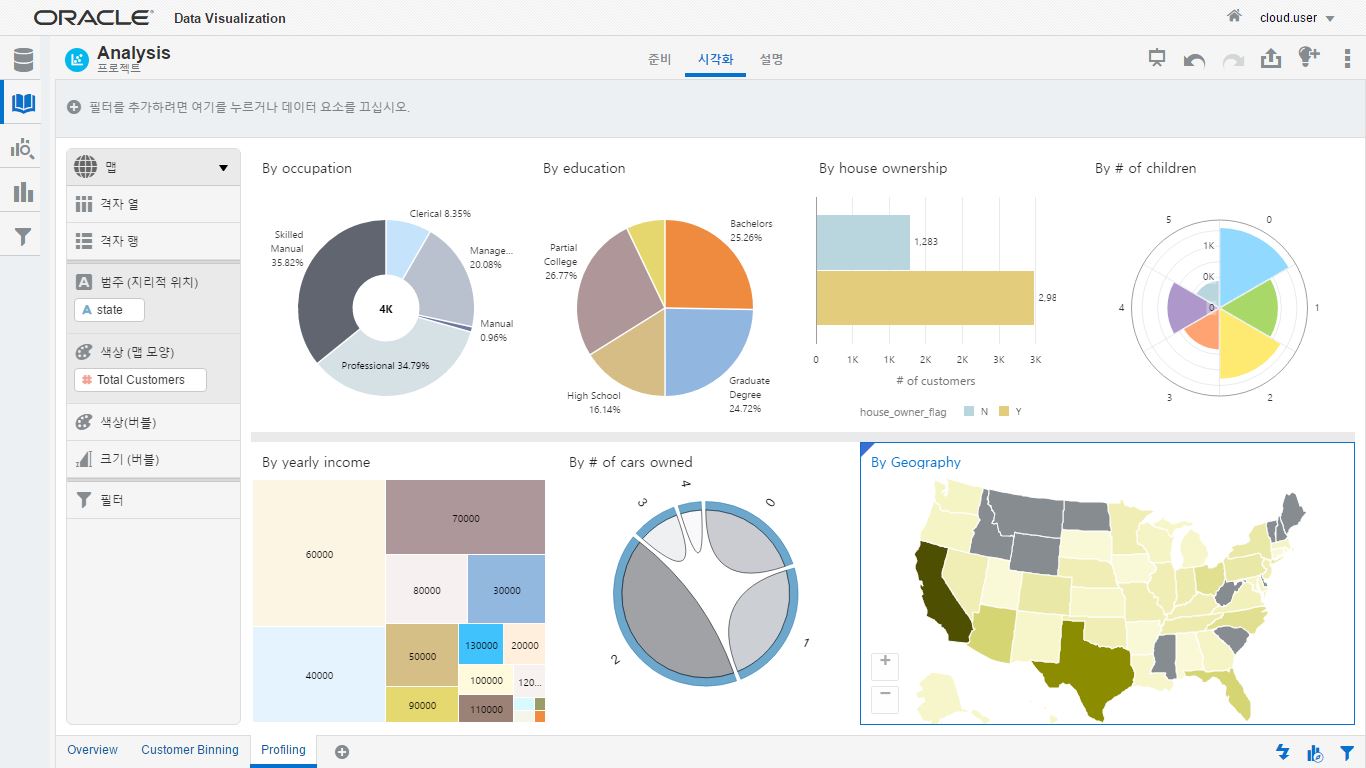 ORACLE Data Visualization
cloud.user
Analysis
프로젝트
준비
시각화
설명
필터를 추가하려면 여기를 누르거나 데이터 요소를 끄십시오.
맵
격자 열
격자 행
A 범주 (지리적 위치)
A state
색상 (맵 모양)
# Total Customers
색상(버블)
크기 (버블)
필터
By occupation
Clerical 8.35%
Manage...
20.08%
Manual
0.96%
Professional 34.79%
Skilled
Manual
35.82%
4K
By education
Bachelors
25.26%
Graduate
Degree
24.72%
High School
16.14%
Partial
College
26.77%
By house ownership
1,283
2,98
0
1K
1K
2K
2K
3K
3K
# of customers
house_owner_flag
N
Y
By # of children
5
0
1K
0K
4
0
1
3
2
By yearly income
60000
70000
80000
30000
40000
50000
130000
20000
100000
120...
90000
110000
By # of cars owned
3
4
0
2
1
By Geography
+
−
Overview
Customer Binning
Profiling